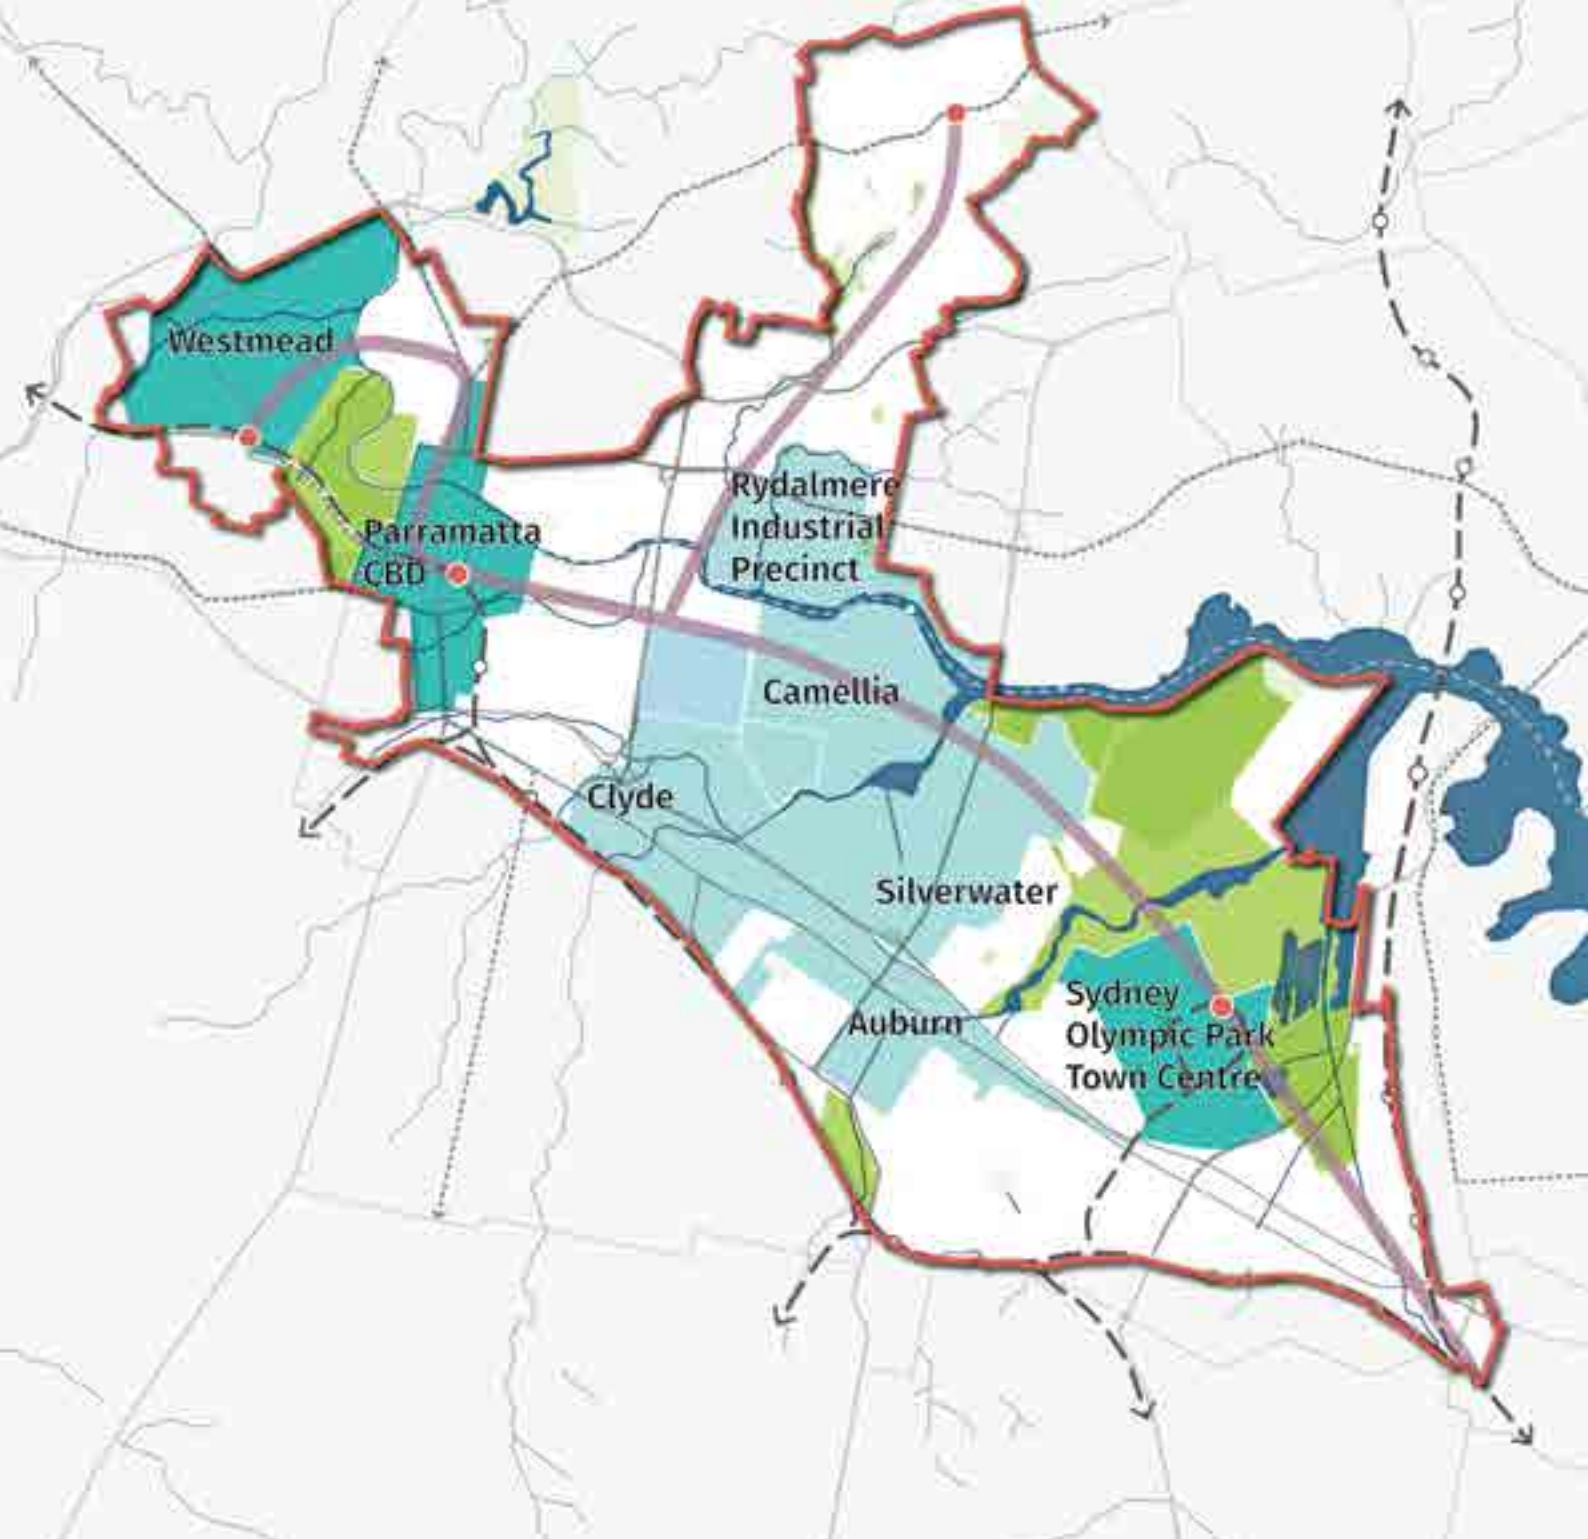 Westmead
Parramatta
CBD
Rydalmere
Industrial
Precinct
Camellia
Clyde
Silverwater
Auburn
Sydney
Olympic Park
Town Centre